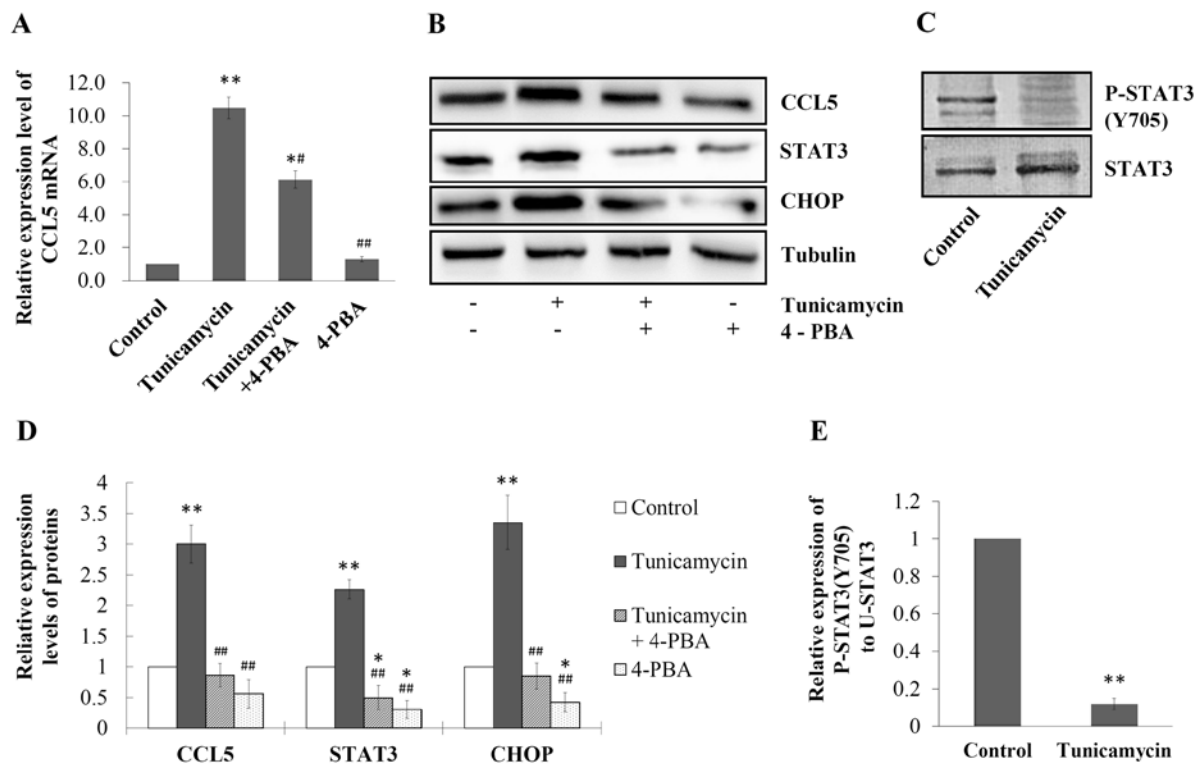 A
Relative expression level of
CCL5 mRNA
12.0
10.0
8.0
6.0
4.0
2.0
0.0
**
*#
##
Control
Tunicamycin
Tunicamycin
+4-PBA
4-PBA
B
CCL5
STAT3
CHOP
Tubulin
- + + - Tunicamycin
- - + + 4 - PBA
C
P-STAT3
(Y705)
STAT3
Control
Tunicamycin
D
Reliative expression
levels of proteins
4
3.5
3
2.5
2
1.5
1
0.5
0
**
##
##
**
*
##
*
##
**
##
*
##
CCL5
STAT3
CHOP
Control
Tunicamycin
Tunicamycin
+ 4-PBA
4-PBA
E
Relative expression of
P-STAT3(Y705)
to U-STAT3
1.2
1
0.8
0.6
0.4
0.2
0
**
Control
Tunicamycin